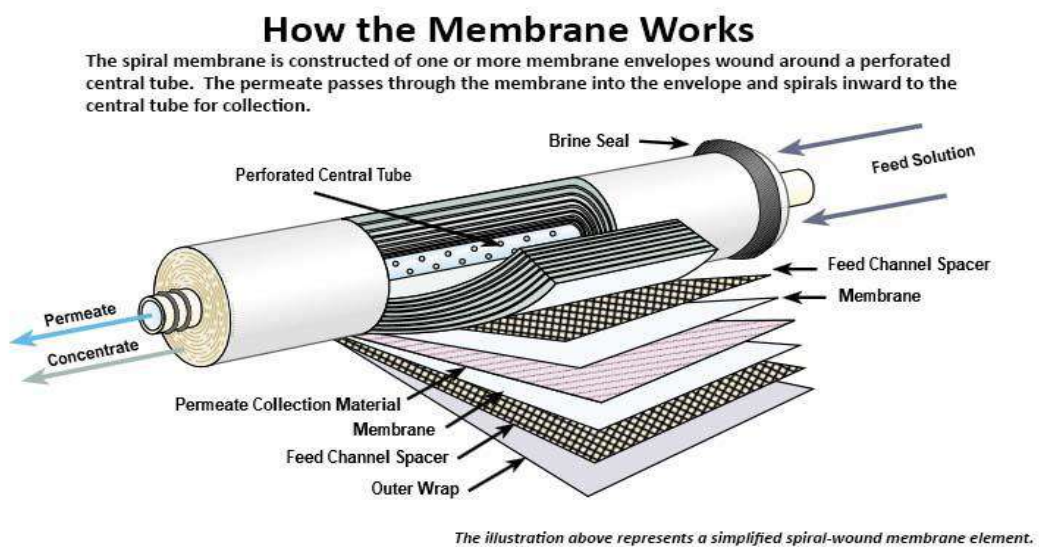 How the Membrane Works
The spiral membrane is constructed of one or more membrane envelopes wound around a perforated
central tube. The permeate passes through the membrane into the envelope and spirals inward to the
central tube for collection.
Brine Seal
Feed Solution
Perforated Central Tube
Feed Channel Spacer
Membrane
Permeate
Concentrate
Permeate Collection Material
Membrane
Feed Channel Spacer
Outer Wrap
The illustration above represents a simplified spiral-wound membrane element.